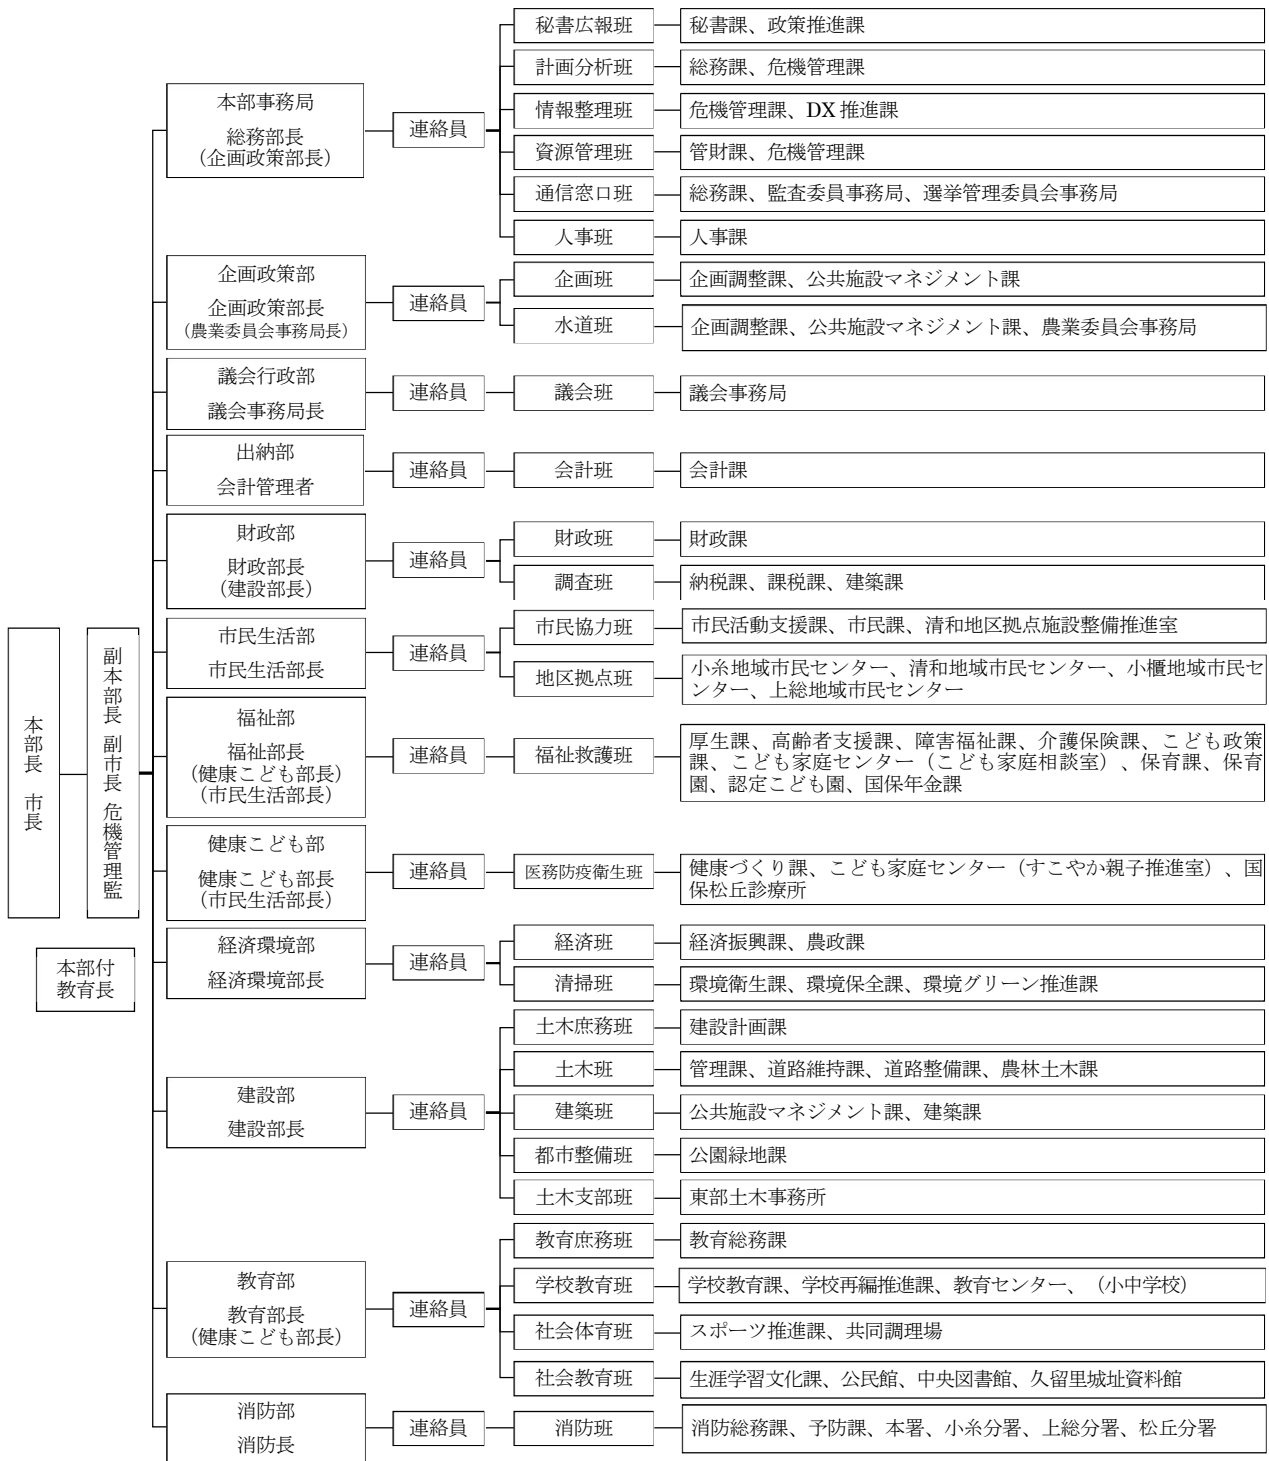 本部長 市長
副本部長 副市長 危機管理監
本部付
教育長
本部事務局
総務部長
（企画政策部長）
連絡員
秘書広報班
秘書課、政策推進課
計画分析班
総務課、危機管理課
情報整理班
危機管理課、DX 推進課
資源管理班
管財課、危機管理課
通信窓口班
総務課、監査委員事務局、選挙管理委員会事務局
人事班
人事課
企画政策部
企画政策部長
（農業委員会事務局長）
連絡員
企画班
企画調整課、公共施設マネジメント課
水道班
企画調整課、公共施設マネジメント課、農業委員会事務局
議会行政部
議会事務局長
連絡員
議会班
議会事務局
出納部
会計管理者
連絡員
会計班
会計課
財政部
財政部長
（建設部長）
連絡員
財政班
財政課
調査班
納税課、課税課、建築課
市民生活部
市民生活部長
連絡員
市民協力班
市民活動支援課、市民課、清和地区拠点施設整備推進室
地区拠点班
小糸地域市民センター、清和地域市民センター、小櫃地域市民セ
ンター、上総地域市民センター
福祉部
福祉部長
（健康こども部長）
（市民生活部長）
連絡員
福祉救護班
厚生課、高齢者支援課、障害福祉課、介護保険課、こども政策
課、こども家庭センター（こども家庭相談室）、保育課、保育
園、認定こども園、国保年金課
健康こども部
健康こども部長
（市民生活部長）
連絡員
医務防疫衛生班
健康づくり課、こども家庭センター（すこやか親子推進室）、国
保松丘診療所
経済環境部
経済環境部長
連絡員
経済班
経済振興課、農政課
清掃班
環境衛生課、環境保全課、環境グリーン推進課
建設部
建設部長
連絡員
土木庶務班
建設計画課
土木班
管理課、道路維持課、道路整備課、農林土木課
建築班
公共施設マネジメント課、建築課
都市整備班
公園緑地課
土木支部班
東部土木事務所
教育部
教育部長
（健康こども部長）
連絡員
教育庶務班
教育総務課
学校教育班
学校教育課、学校再編推進課、教育センター、（小中学校）
社会体育班
スポーツ推進課、共同調理場
社会教育班
生涯学習文化課、公民館、中央図書館、久留里城址資料館
消防部
消防長
連絡員
消防班
消防総務課、予防課、本署、小糸分署、上総分署、松丘分署